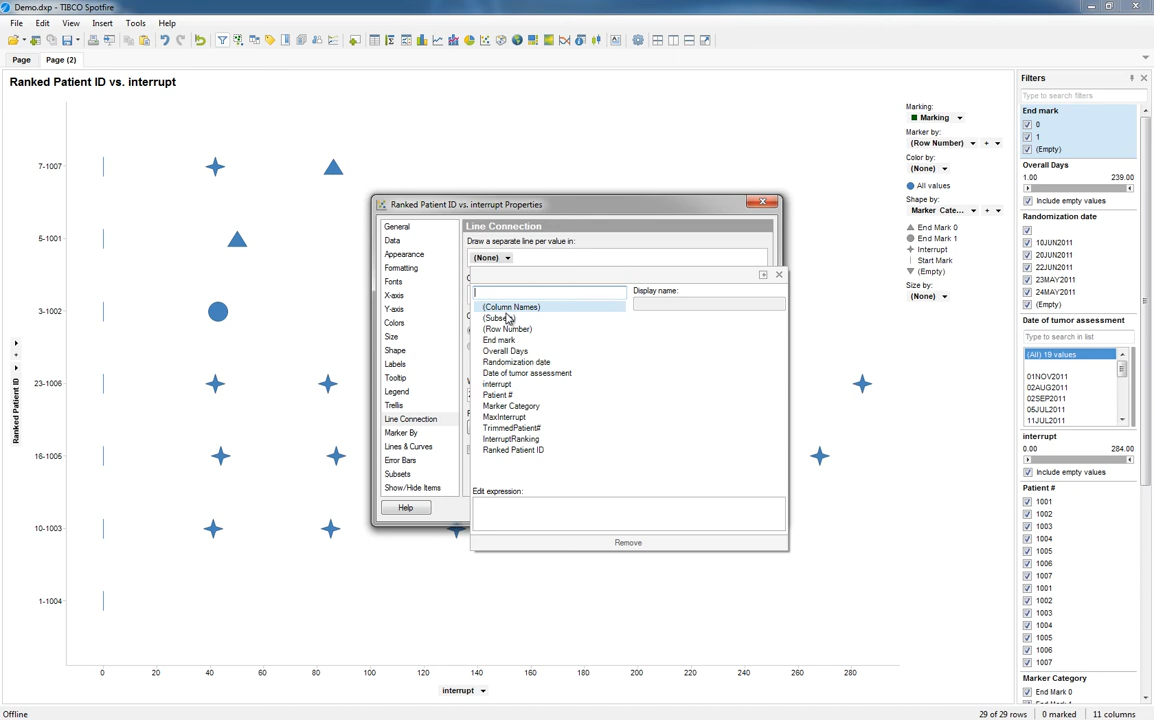 Demo.dxp - TIBCO Spotfire
File Edit View Insert Tools Help
Page Page (2)
Ranked Patient ID vs. interrupt
7-1007
5-1001
3-1002
23-1006
16-1005
10-1003
1-1004
Ranked Patient ID
0 20 40 60 80 100 120 140 160 180 200 220 240 260 280
interrupt
Marking:
Marking
Marker by:
(Row Number)
Color by:
(None)
All values
Shape by:
Marker Cate...
End Mark 0
End Mark 1
Interrupt
Start Mark
(Empty)
Size by:
(None)
Ranked Patient ID vs. interrupt Properties
General
Data
Appearance
Formatting
Fonts
X-axis
Y-axis
Colors
Size
Shape
Labels
Tooltip
Legend
Trellis
Line Connection
Marker By
Lines & Curves
Error Bars
Subsets
Show/Hide Items
Help
Line Connection
Draw a separate line per value in:
(None)
Display name:
(Column Names)
(Row Number)
End mark
Overall Days
Randomization date
Date of tumor assessment
interrupt
Patient #
Marker Category
MaxInterrupt
TrimmedPatient#
InterruptRanking
Ranked Patient ID
Edit expression:
Remove
Filters
Type to search filters
End mark
0
1
(Empty)
Overall Days
1.00 239.00
Include empty values
Randomization date
10JUN2011
20JUN2011
22JUN2011
23MAY2011
24MAY2011
(Empty)
Date of tumor assessment
Type to search in list
(All) 19 values
01NOV2011
02AUG2011
02SEP2011
05JUL2011
11JUL2011
interrupt
0.00 284.00
Include empty values
Patient #
1001
1002
1003
1004
1005
1006
1007
1001
1002
1003
1004
1005
1006
1007
Marker Category
End Mark 0
Offline
29 of 29 rows 0 marked 11 columns